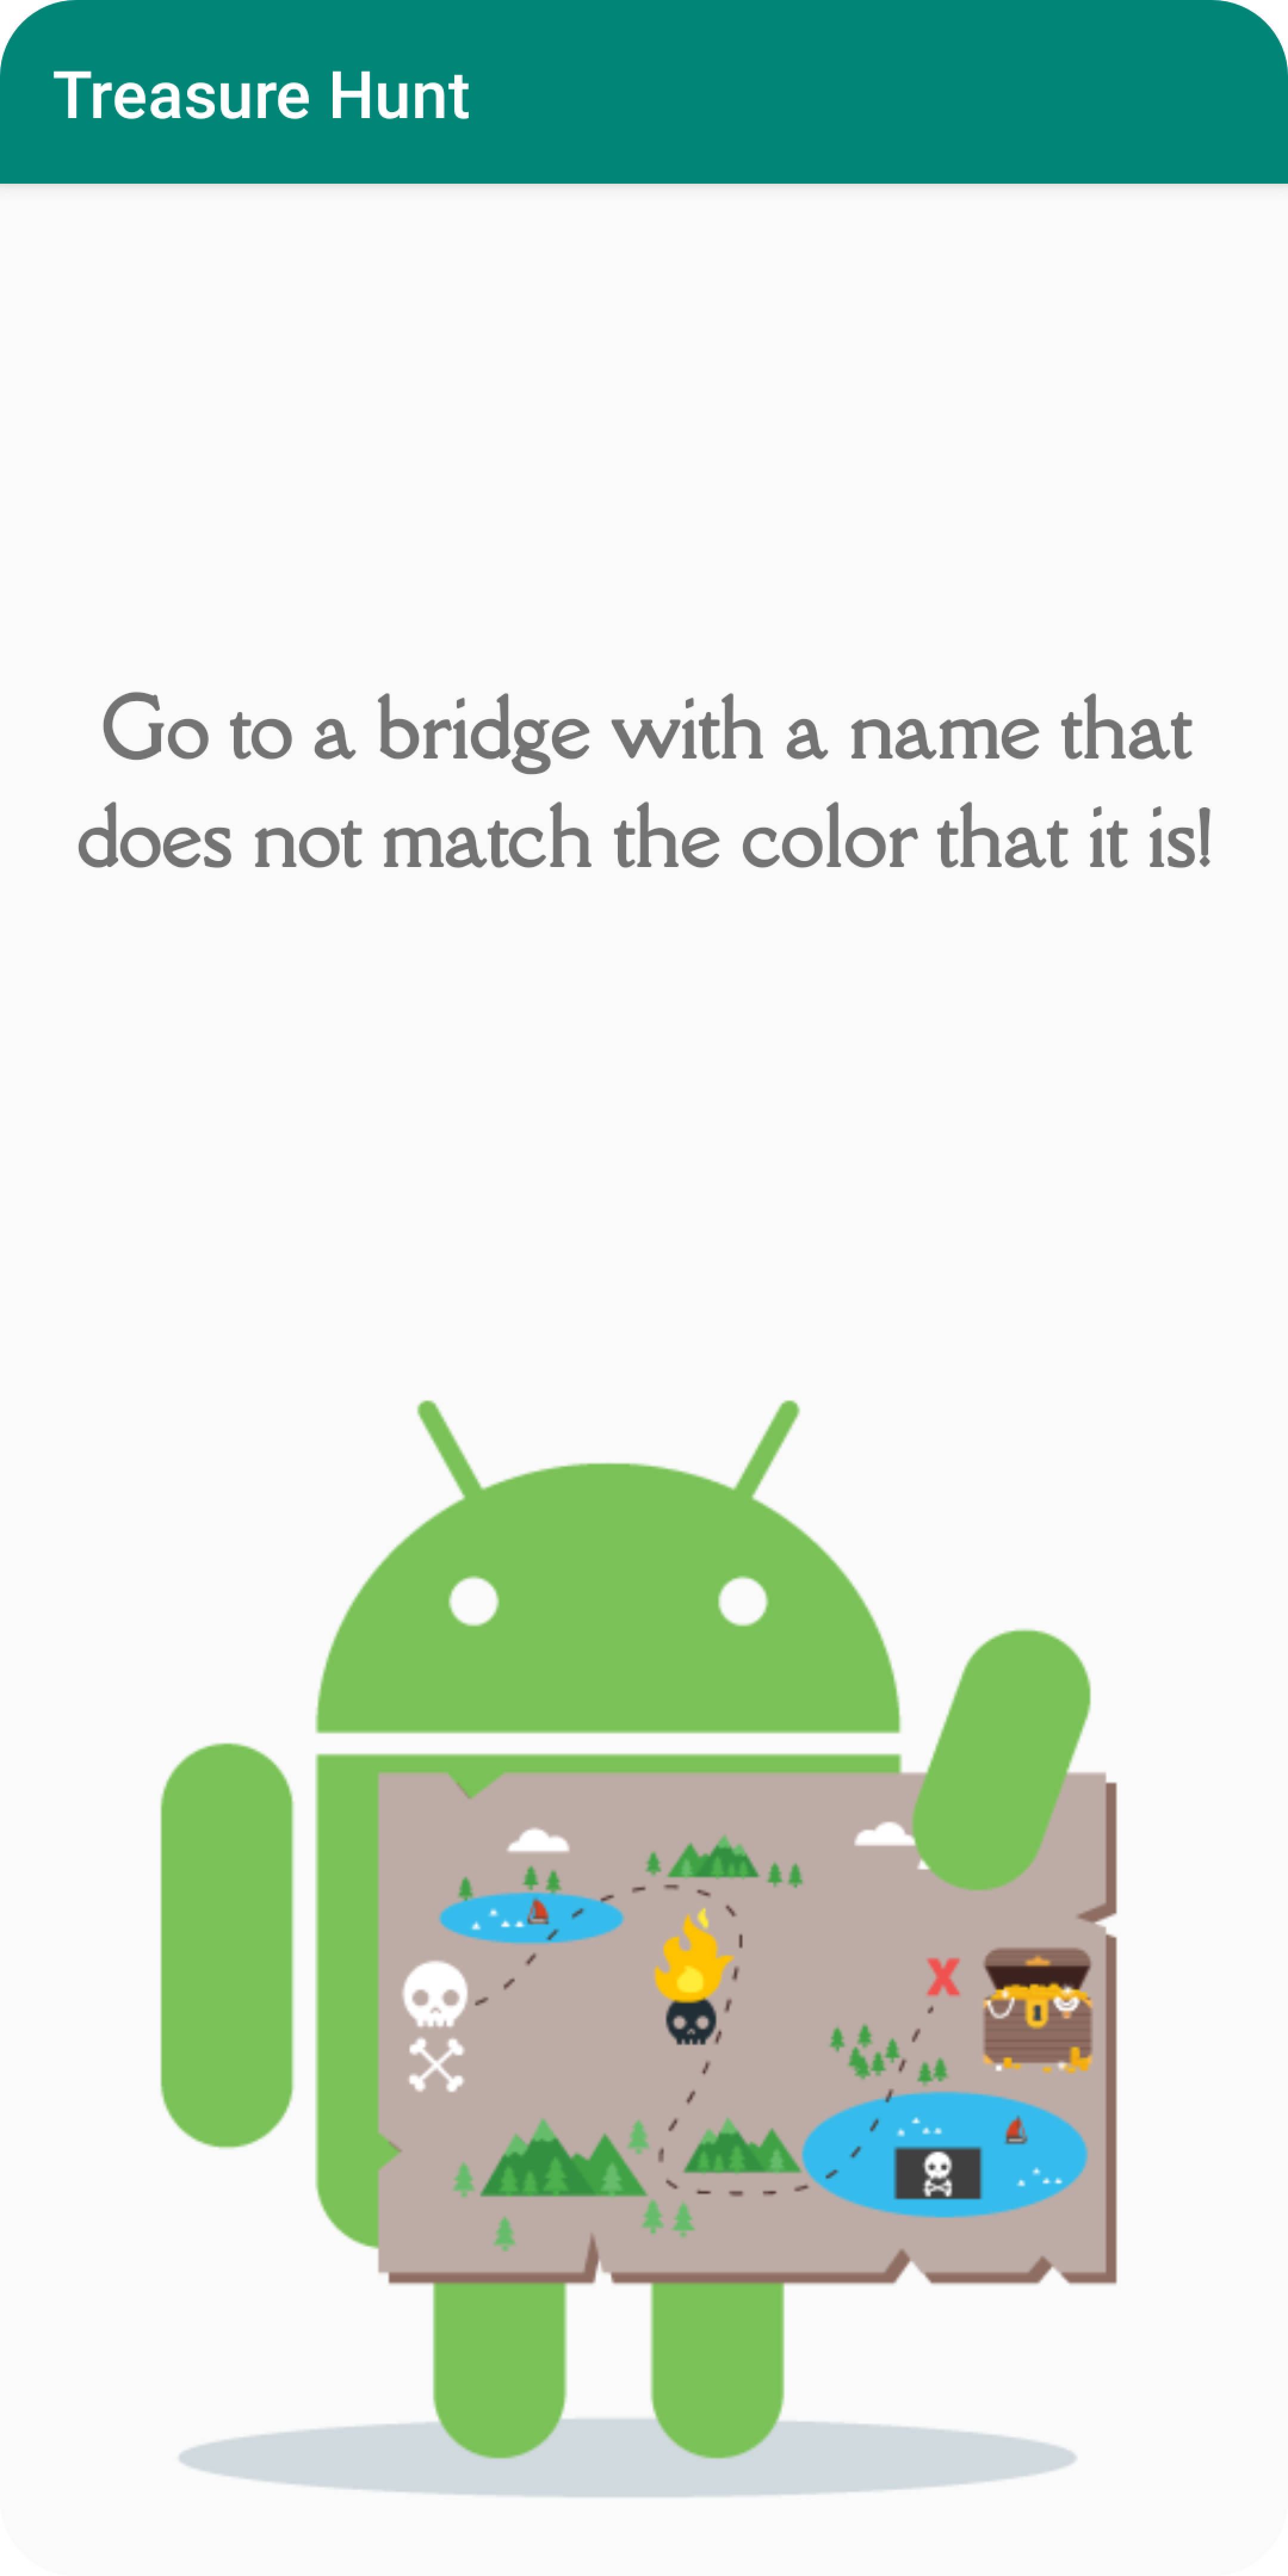 Treasure Hunt
Go to a bridge with a name that
does not match the color that it is!
X